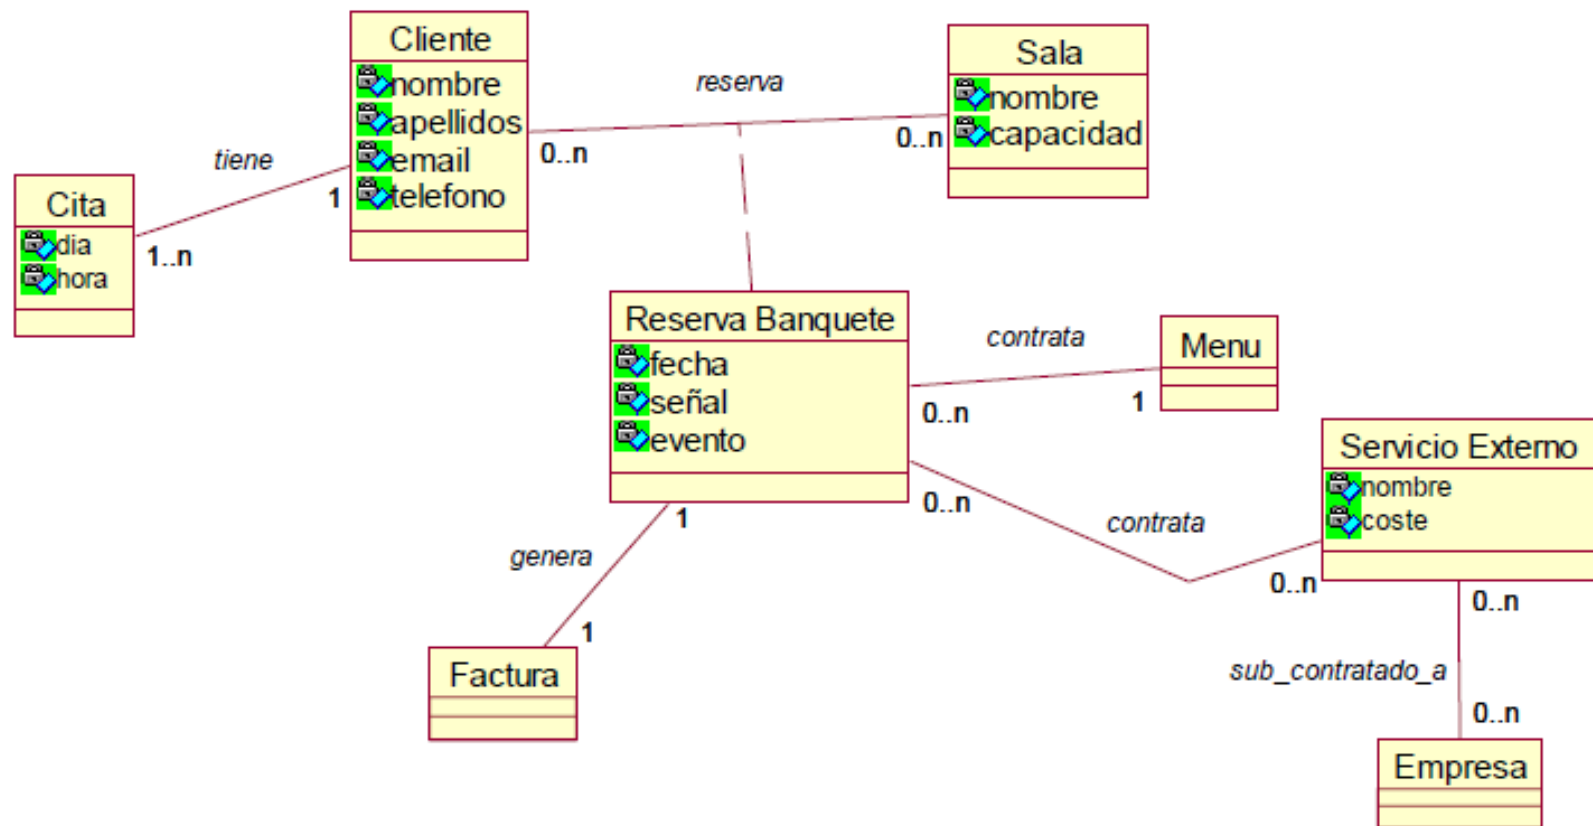 Cliente
nombre
apellidos
email
telefono
reserva
0..n
0..n
Sala
nombre
capacidad
tiene
1
1..n
Cita
dia
hora
Reserva Banquete
fecha
señal
evento
contrata
0..n
1
Menu
0..n
contrata
0..n
Servicio Externo
nombre
coste
1
genera
1
Factura
0..n
sub_contratado_a
0..n
Empresa